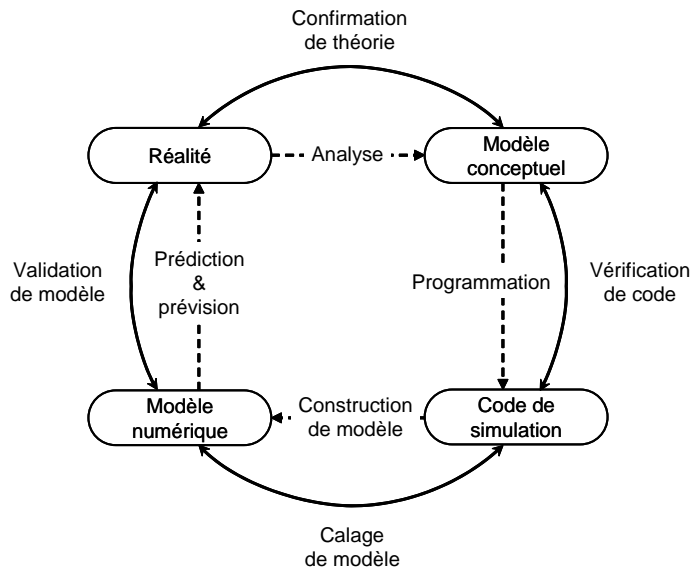 Confirmation
de théorie
Réalité
Analyse
Modèle
conceptuel
Validation
de modèle
Prédiction
&
prévision
Programmation
Vérification
de code
Modèle
numérique
Construction
de modèle
Code de
simulation
Calage
de modèle